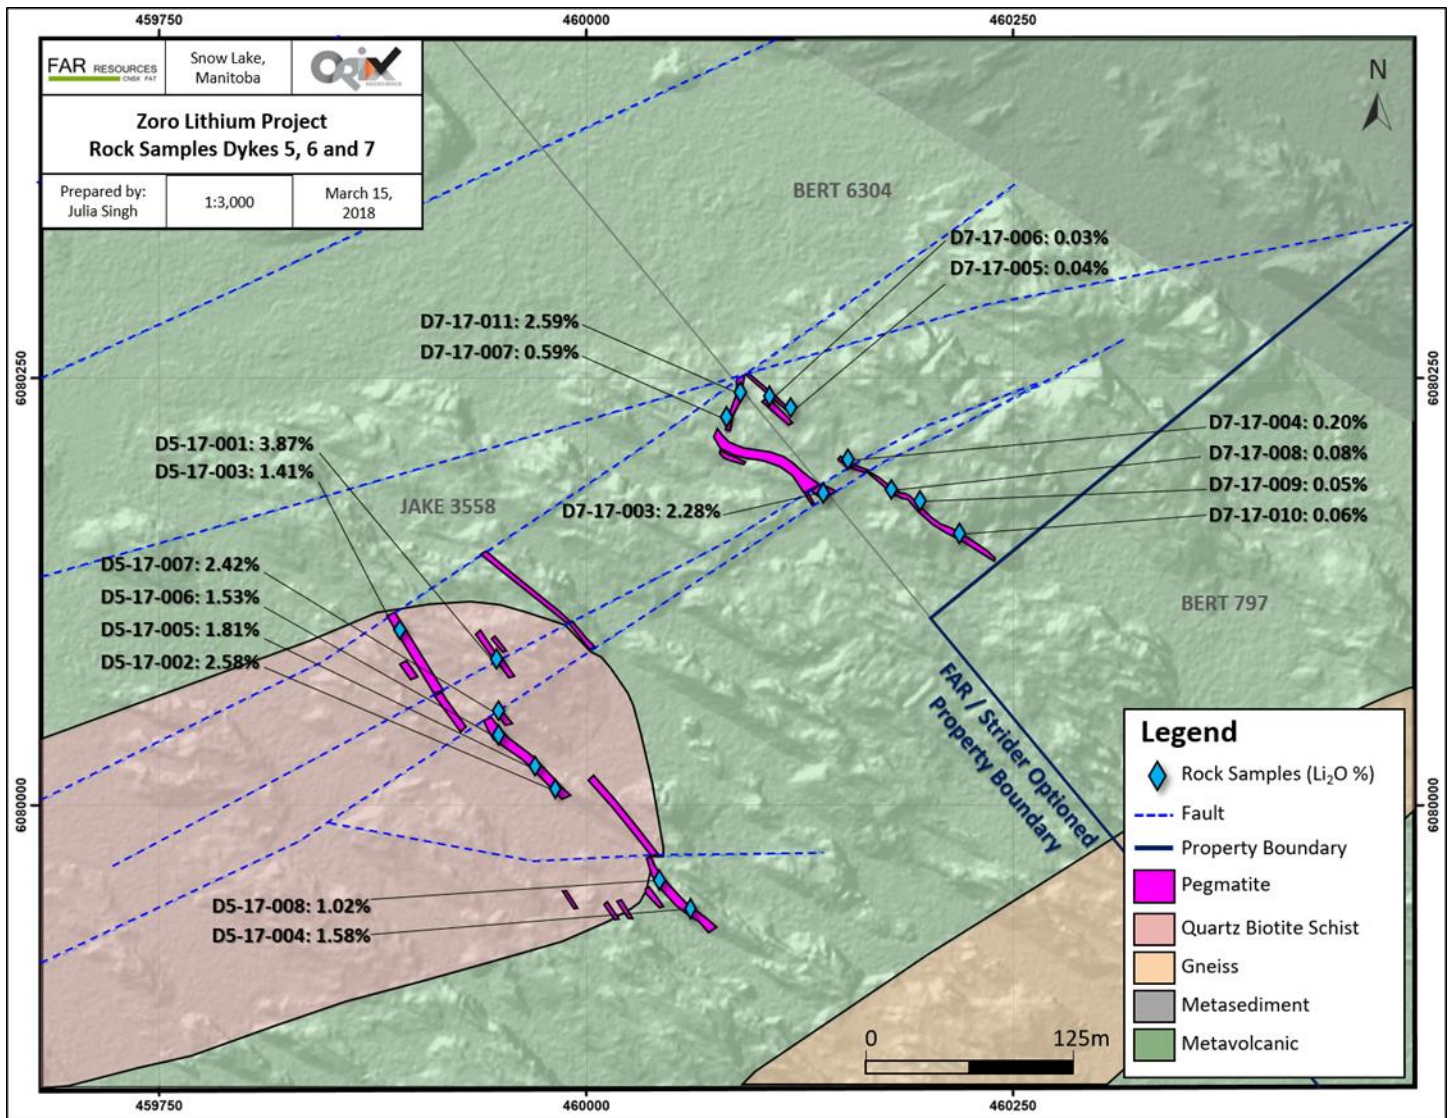 459750
460000
460250
FAR RESOURCES
CNSX FAT
Snow Lake,
Manitoba
ORIX
GEOSCIENCE
Zoro Lithium Project
Rock Samples Dykes 5, 6 and 7
Prepared by:
Julia Singh
1:3,000
March 15,
2018
N
BERT 6304
D7-17-006: 0.03%
D7-17-005: 0.04%
D7-17-011: 2.59%
D7-17-007: 0.59%
6080250
6080250
D7-17-004: 0.20%
D7-17-008: 0.08%
D7-17-009: 0.05%
D7-17-010: 0.06%
D5-17-001: 3.87%
D5-17-003: 1.41%
JAKE 3558
D7-17-003: 2.28%
D5-17-007: 2.42%
D5-17-006: 1.53%
D5-17-005: 1.81%
D5-17-002: 2.58%
BERT 797
FAR / Strider Optioned
Property Boundary
6080000
6080000
D5-17-008: 1.02%
D5-17-004: 1.58%
Legend
Rock Samples (Li₂O %)
Fault
Property Boundary
Pegmatite
Quartz Biotite Schist
Gneiss
Metasediment
Metavolcanic
0
125m
459750
460000
460250